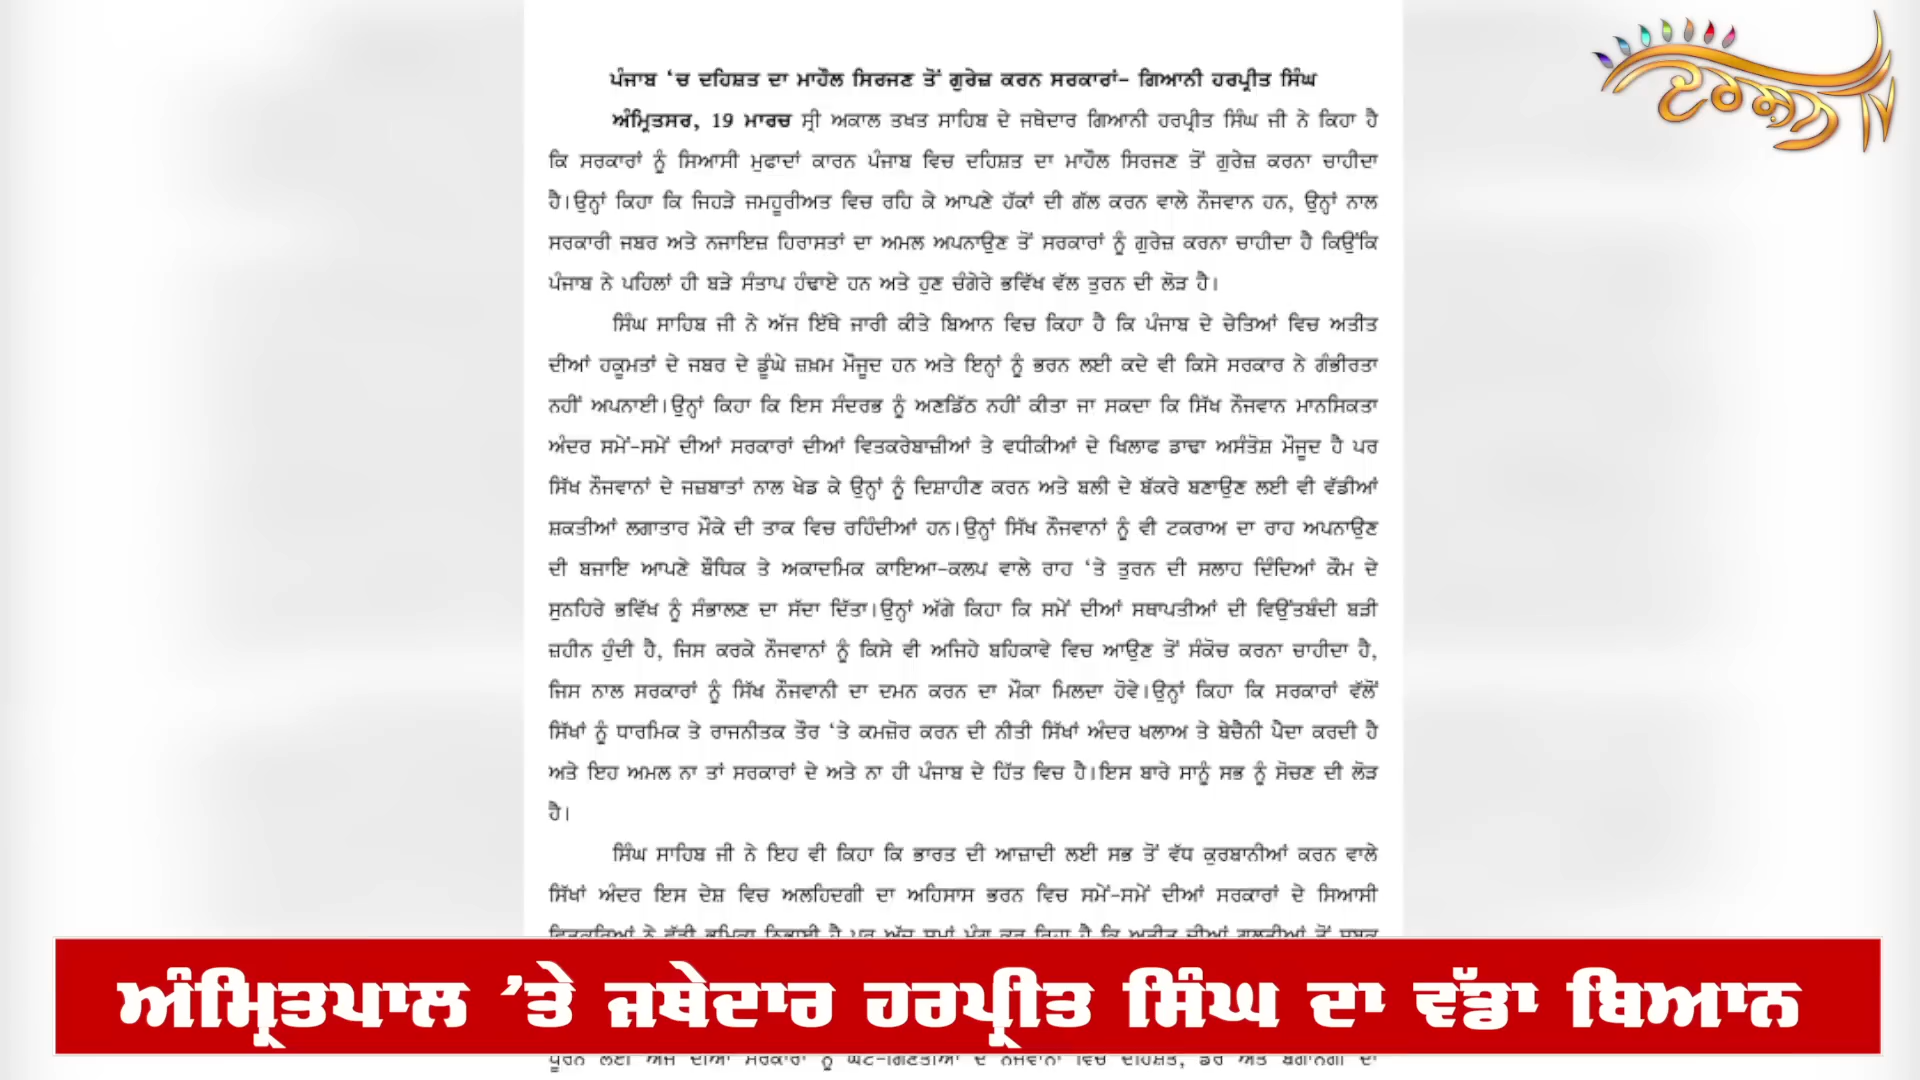 ਪੰਜਾਬ ‘ਚ ਦਹਿਸ਼ਤ ਦਾ ਮਾਹੌਲ ਸਿਰਜਣ ਤੋਂ ਗੁਰੇਜ਼ ਕਰਨ ਸਰਕਾਰਾਂ- ਗਿਆਨੀ ਹਰਪ੍ਰੀਤ ਸਿੰਘ
ਦਰਸ਼ਨ TV
ਅੰਮ੍ਰਿਤਸਰ, 19 ਮਾਰਚ ਸ੍ਰੀ ਅਕਾਲ ਤਖਤ ਸਾਹਿਬ ਦੇ ਜਥੇਦਾਰ ਗਿਆਨੀ ਹਰਪ੍ਰੀਤ ਸਿੰਘ ਜੀ ਨੇ ਕਿਹਾ ਹੈ
ਕਿ ਸਰਕਾਰਾਂ ਨੂੰ ਸਿਆਸੀ ਮੁਫਾਦਾਂ ਕਾਰਨ ਪੰਜਾਬ ਵਿਚ ਦਹਿਸ਼ਤ ਦਾ ਮਾਹੌਲ ਸਿਰਜਣ ਤੋਂ ਗੁਰੇਜ਼ ਕਰਨਾ ਚਾਹੀਦਾ
ਹੈ।ਉਨ੍ਹਾਂ ਕਿਹਾ ਕਿ ਜਿਹੜੇ ਜਮਹੂਰੀਅਤ ਵਿਚ ਰਹਿ ਕੇ ਆਪਣੇ ਹੱਕਾਂ ਦੀ ਗੱਲ ਕਰਨ ਵਾਲੇ ਨੌਜਵਾਨ ਹਨ, ਉਨ੍ਹਾਂ ਨਾਲ
ਸਰਕਾਰੀ ਜਬਰ ਅਤੇ ਨਜਾਇਜ਼ ਹਿਰਾਸਤਾਂ ਦਾ ਅਮਲ ਅਪਨਾਉਣ ਤੋਂ ਸਰਕਾਰਾਂ ਨੂੰ ਗੁਰੇਜ਼ ਕਰਨਾ ਚਾਹੀਦਾ ਹੈ ਕਿਉਂਕਿ
ਪੰਜਾਬ ਨੇ ਪਹਿਲਾਂ ਹੀ ਬੜੇ ਸੰਤਾਪ ਹੰਢਾਏ ਹਨ ਅਤੇ ਹੁਣ ਚੰਗੇਰੇ ਭਵਿੱਖ ਵੱਲ ਤੁਰਨ ਦੀ ਲੋੜ ਹੈ।
ਸਿੰਘ ਸਾਹਿਬ ਜੀ ਨੇ ਅੱਜ ਇੱਥੇ ਜਾਰੀ ਕੀਤੇ ਬਿਆਨ ਵਿਚ ਕਿਹਾ ਹੈ ਕਿ ਪੰਜਾਬ ਦੇ ਚੇਤਿਆਂ ਵਿਚ ਅਤੀਤ
ਦੀਆਂ ਹਕੂਮਤਾਂ ਦੇ ਜਬਰ ਦੇ ਡੂੰਘੇ ਜ਼ਖ਼ਮ ਮੌਜੂਦ ਹਨ ਅਤੇ ਇਨ੍ਹਾਂ ਨੂੰ ਭਰਨ ਲਈ ਕਦੇ ਵੀ ਕਿਸੇ ਸਰਕਾਰ ਨੇ ਗੰਭੀਰਤਾ
ਨਹੀਂ ਅਪਨਾਈ।ਉਨ੍ਹਾਂ ਕਿਹਾ ਕਿ ਇਸ ਸੰਦਰਭ ਨੂੰ ਅਣਡਿੱਠ ਨਹੀਂ ਕੀਤਾ ਜਾ ਸਕਦਾ ਕਿ ਸਿੱਖ ਨੌਜਵਾਨ ਮਾਨਸਿਕਤਾ
ਅੰਦਰ ਸਮੇਂ-ਸਮੇਂ ਦੀਆਂ ਸਰਕਾਰਾਂ ਦੀਆਂ ਵਿਤਕਰੇਬਾਜ਼ੀਆਂ ਤੇ ਵਧੀਕੀਆਂ ਦੇ ਖਿਲਾਫ ਡਾਢਾ ਅਸੰਤੋਸ਼ ਮੌਜੂਦ ਹੈ ਪਰ
ਸਿੱਖ ਨੌਜਵਾਨਾਂ ਦੇ ਜਜ਼ਬਾਤਾਂ ਨਾਲ ਖੇਡ ਕੇ ਉਨ੍ਹਾਂ ਨੂੰ ਦਿਸ਼ਾਹੀਣ ਕਰਨ ਅਤੇ ਬਲੀ ਦੇ ਬੱਕਰੇ ਬਣਾਉਣ ਲਈ ਵੀ ਵੱਡੀਆਂ
ਸ਼ਕਤੀਆਂ ਲਗਾਤਾਰ ਮੌਕੇ ਦੀ ਤਾਕ ਵਿਚ ਰਹਿੰਦੀਆਂ ਹਨ।ਉਨ੍ਹਾਂ ਸਿੱਖ ਨੌਜਵਾਨਾਂ ਨੂੰ ਵੀ ਟਕਰਾਅ ਦਾ ਰਾਹ ਅਪਨਾਉਣ
ਦੀ ਬਜਾਇ ਆਪਣੇ ਬੌਧਿਕ ਤੇ ਅਕਾਦਮਿਕ ਕਾਇਆ-ਕਲਪ ਵਾਲੇ ਰਾਹ ‘ਤੇ ਤੁਰਨ ਦੀ ਸਲਾਹ ਦਿੰਦਿਆਂ ਕੌਮ ਦੇ
ਸੁਨਹਿਰੇ ਭਵਿੱਖ ਨੂੰ ਸੰਭਾਲਣ ਦਾ ਸੱਦਾ ਦਿੱਤਾ।ਉਨ੍ਹਾਂ ਅੱਗੇ ਕਿਹਾ ਕਿ ਸਮੇਂ ਦੀਆਂ ਸਥਾਪਤੀਆਂ ਦੀ ਵਿਉਂਤਬੰਦੀ ਬੜੀ
ਜ਼ਹੀਨ ਹੁੰਦੀ ਹੈ, ਜਿਸ ਕਰਕੇ ਨੌਜਵਾਨਾਂ ਨੂੰ ਕਿਸੇ ਵੀ ਅਜਿਹੇ ਬਹਿਕਾਵੇ ਵਿਚ ਆਉਣ ਤੋਂ ਸੰਕੋਚ ਕਰਨਾ ਚਾਹੀਦਾ ਹੈ,
ਜਿਸ ਨਾਲ ਸਰਕਾਰਾਂ ਨੂੰ ਸਿੱਖ ਨੌਜਵਾਨੀ ਦਾ ਦਮਨ ਕਰਨ ਦਾ ਮੌਕਾ ਮਿਲਦਾ ਹੋਵੇ।ਉਨ੍ਹਾਂ ਕਿਹਾ ਕਿ ਸਰਕਾਰਾਂ ਵੱਲੋਂ
ਸਿੱਖਾਂ ਨੂੰ ਧਾਰਮਿਕ ਤੇ ਰਾਜਨੀਤਕ ਤੌਰ ‘ਤੇ ਕਮਜ਼ੋਰ ਕਰਨ ਦੀ ਨੀਤੀ ਸਿੱਖਾਂ ਅੰਦਰ ਖਲਾਅ ਤੇ ਬੇਚੈਨੀ ਪੈਦਾ ਕਰਦੀ ਹੈ
ਅਤੇ ਇਹ ਅਮਲ ਨਾ ਤਾਂ ਸਰਕਾਰਾਂ ਦੇ ਅਤੇ ਨਾ ਹੀ ਪੰਜਾਬ ਦੇ ਹਿੱਤ ਵਿਚ ਹੈ।ਇਸ ਬਾਰੇ ਸਾਨੂੰ ਸਭ ਨੂੰ ਸੋਚਣ ਦੀ ਲੋੜ
ਹੈ।
ਸਿੰਘ ਸਾਹਿਬ ਜੀ ਨੇ ਇਹ ਵੀ ਕਿਹਾ ਕਿ ਭਾਰਤ ਦੀ ਆਜ਼ਾਦੀ ਲਈ ਸਭ ਤੋਂ ਵੱਧ ਕੁਰਬਾਨੀਆਂ ਕਰਨ ਵਾਲੇ
ਸਿੱਖਾਂ ਅੰਦਰ ਇਸ ਦੇਸ਼ ਵਿਚ ਅਲਹਿਦਗੀ ਦਾ ਅਹਿਸਾਸ ਭਰਨ ਵਿਚ ਸਮੇਂ-ਸਮੇਂ ਦੀਆਂ ਸਰਕਾਰਾਂ ਦੇ ਸਿਆਸੀ
ਅੰਮ੍ਰਿਤਪਾਲ ’ਤੇ ਜਥੇਦਾਰ ਹਰਪ੍ਰੀਤ ਸਿੰਘ ਦਾ ਵੱਡਾ ਬਿਆਨ